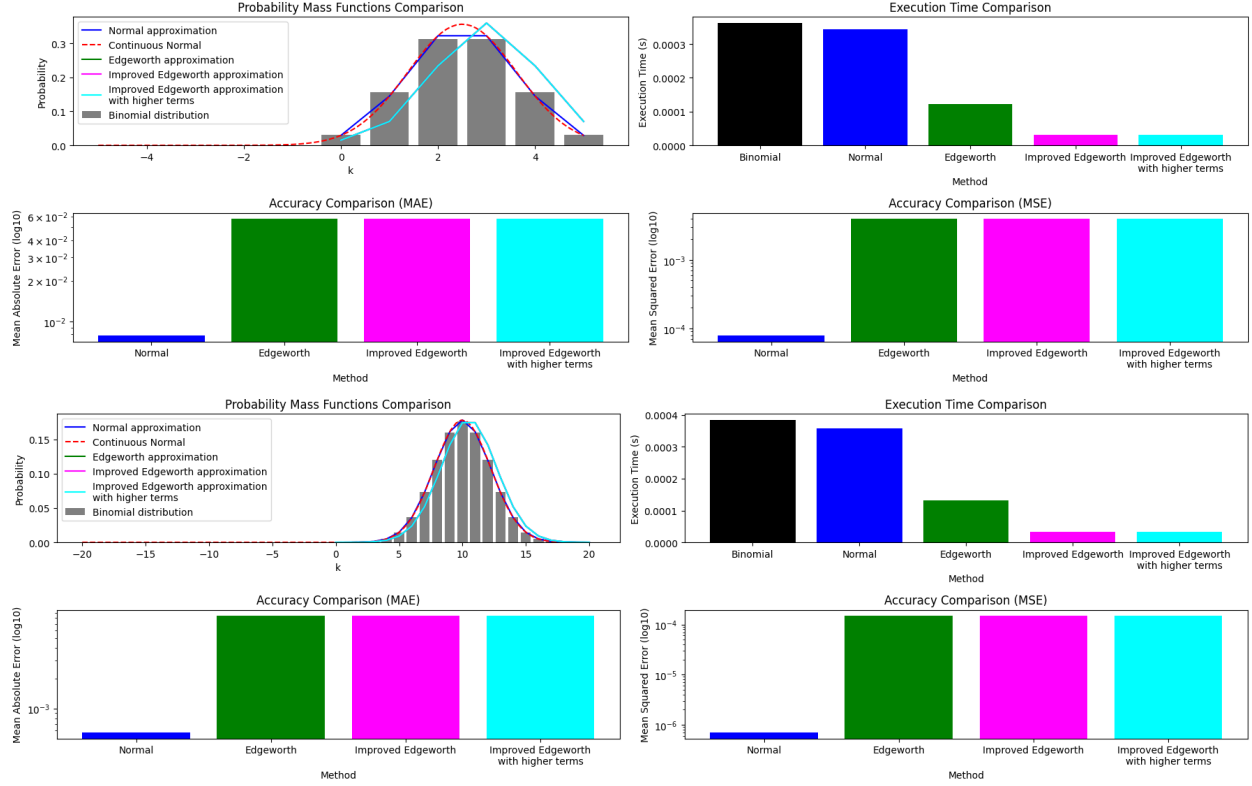 Probability Mass Functions Comparison
Probability
0.3
0.2
0.1
0.0
Normal approximation
Continuous Normal
Edgeworth approximation
Improved Edgeworth approximation
Improved Edgeworth approximation
with higher terms
Binomial distribution
−4
−2
0
2
4
k
Execution Time Comparison
Execution Time (s)
0.0003
0.0002
0.0001
0.0000
Binomial
Normal
Edgeworth
Improved Edgeworth
Improved Edgeworth
with higher terms
Method
Accuracy Comparison (MAE)
Mean Absolute Error (log10)
6 × 10⁻²
4 × 10⁻²
3 × 10⁻²
2 × 10⁻²
10⁻²
Normal
Edgeworth
Improved Edgeworth
Improved Edgeworth
with higher terms
Method
Accuracy Comparison (MSE)
Mean Squared Error (log10)
10⁻³
10⁻⁴
Normal
Edgeworth
Improved Edgeworth
Improved Edgeworth
with higher terms
Method
Probability Mass Functions Comparison
Probability
0.15
0.10
0.05
0.00
Normal approximation
Continuous Normal
Edgeworth approximation
Improved Edgeworth approximation
Improved Edgeworth approximation
with higher terms
Binomial distribution
−20
−15
−10
−5
0
5
10
15
20
k
Execution Time Comparison
Execution Time (s)
0.0004
0.0003
0.0002
0.0001
0.0000
Binomial
Normal
Edgeworth
Improved Edgeworth
Improved Edgeworth
with higher terms
Method
Accuracy Comparison (MAE)
Mean Absolute Error (log10)
10⁻³
Normal
Edgeworth
Improved Edgeworth
Improved Edgeworth
with higher terms
Method
Accuracy Comparison (MSE)
Mean Squared Error (log10)
10⁻⁴
10⁻⁵
10⁻⁶
Normal
Edgeworth
Improved Edgeworth
Improved Edgeworth
with higher terms
Method